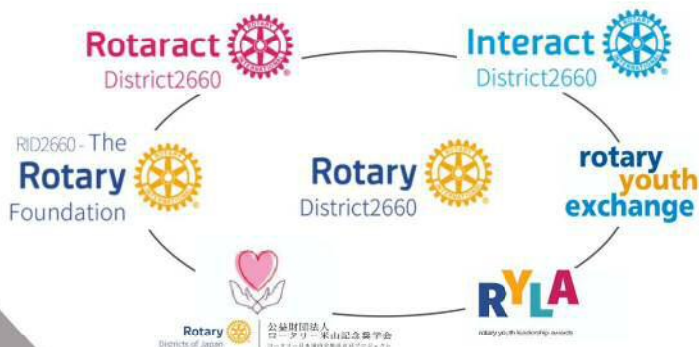 Rotaract
District2660
Interact
District2660
RID2660 - The
Rotary
Foundation
Rotary
District2660
rotary
youth
exchange
Rotary
Districts of Japan
公益財団法人
ロータリー米山記念奨学会
RYLA
rotary youth leadership awards